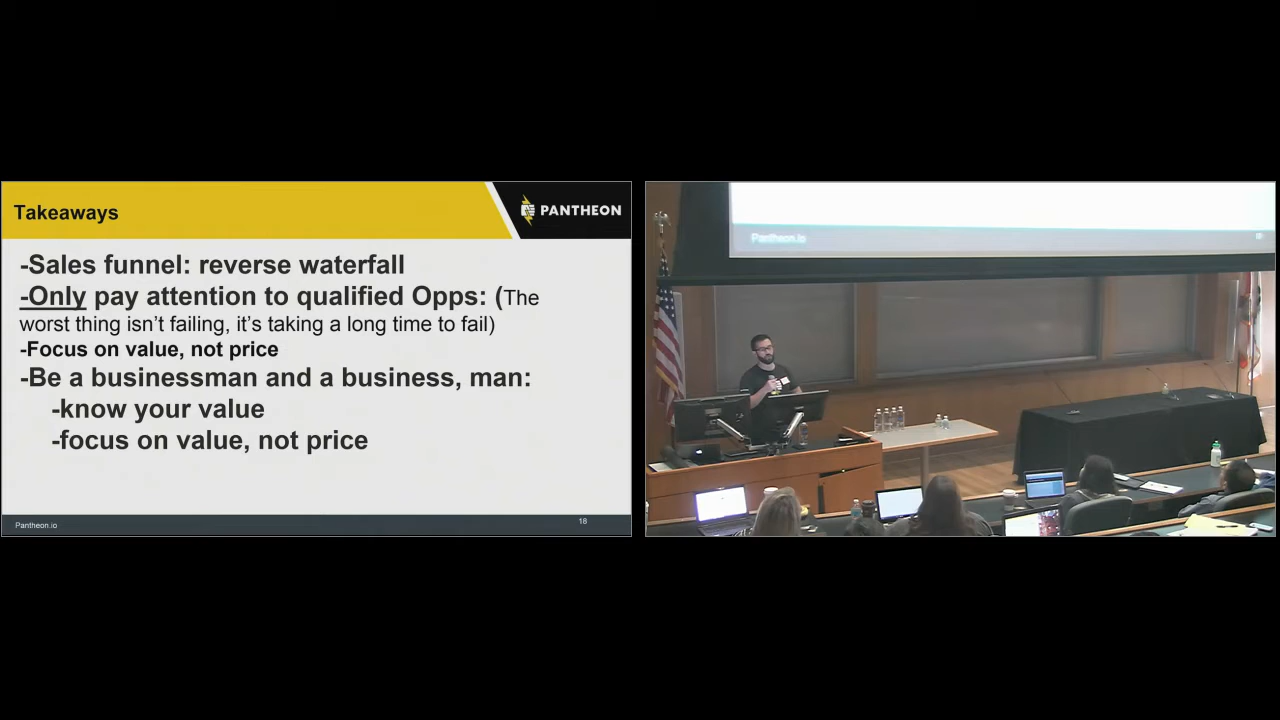 Takeaways
PANTHEON
-Sales funnel: reverse waterfall
-Only pay attention to qualified Opps: (The
worst thing isn't failing, it's taking a long time to fail)
-Focus on value, not price
-Be a businessman and a business, man:
-know your value
-focus on value, not price
Pantheon.io
18
Pantheon.io